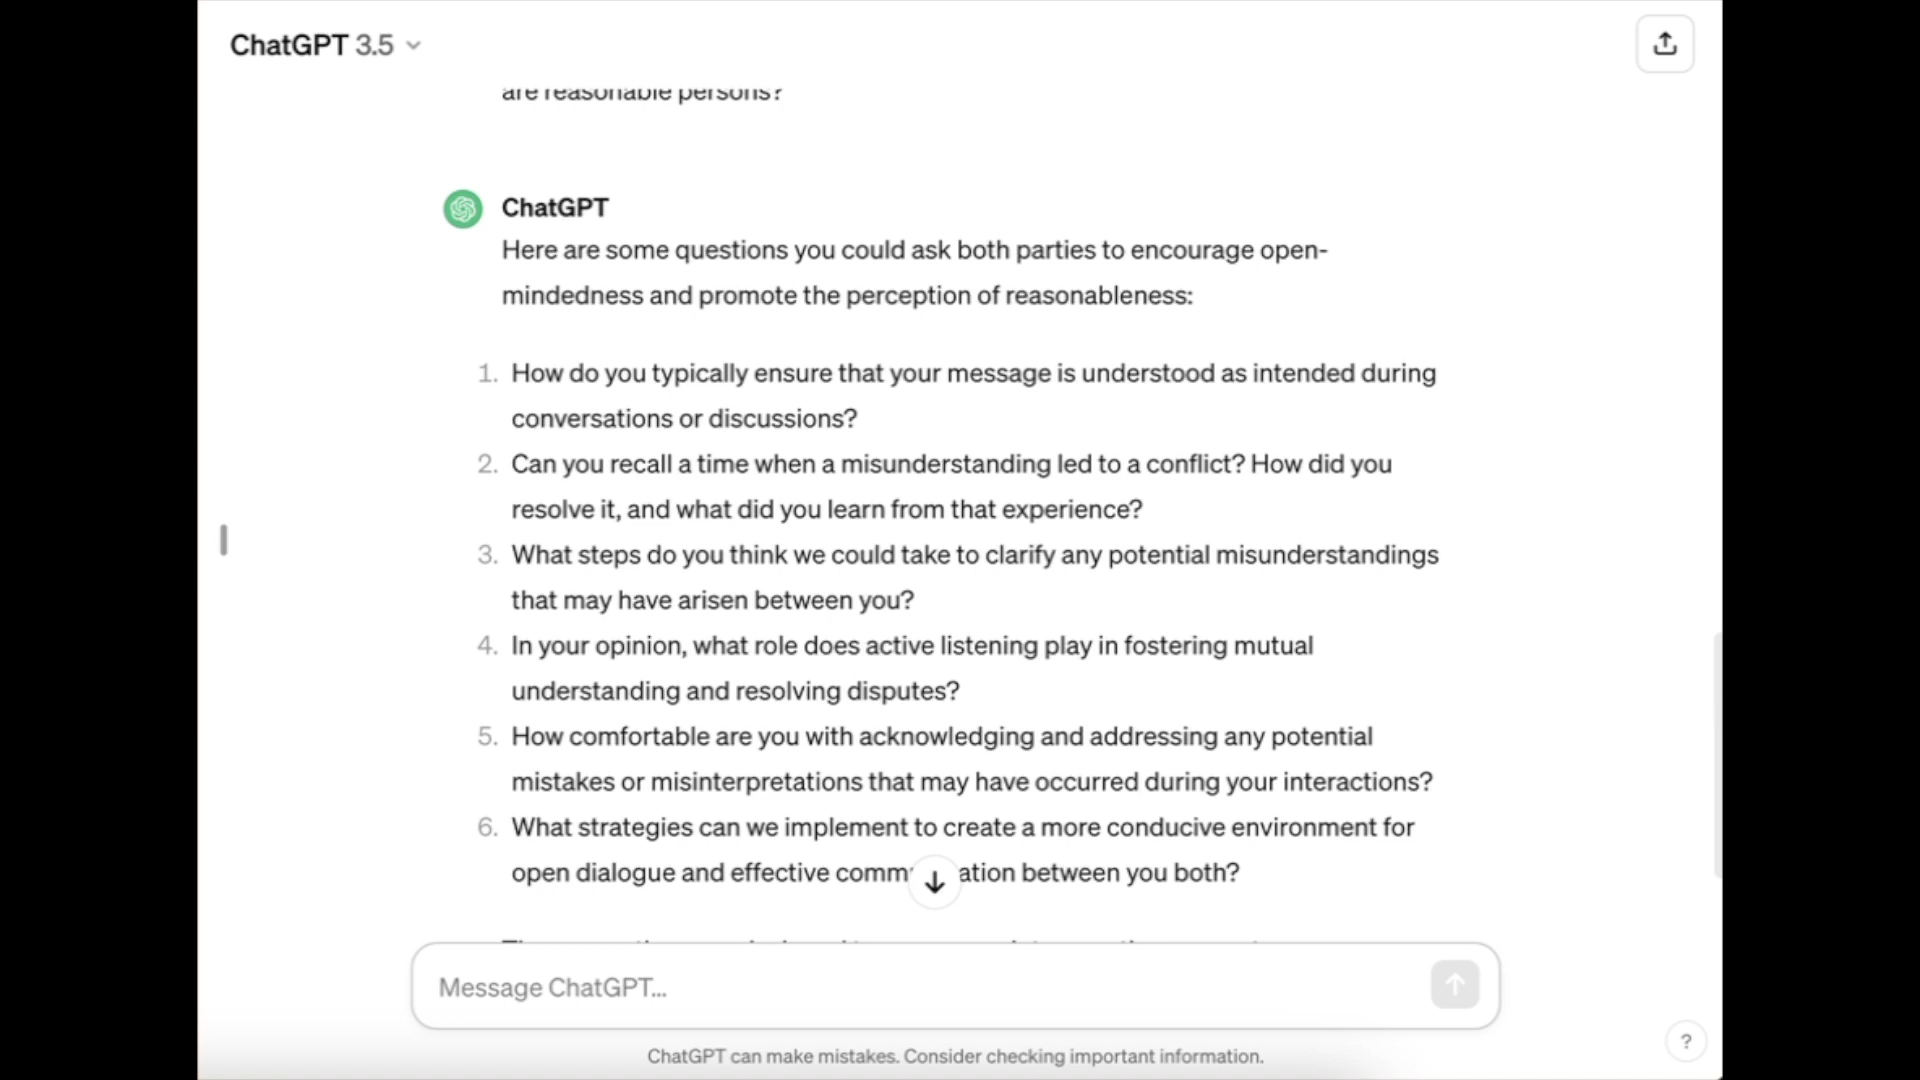 ChatGPT 3.5
are reasonable persons?
ChatGPT
Here are some questions you could ask both parties to encourage open-
mindedness and promote the perception of reasonableness:
1. How do you typically ensure that your message is understood as intended during
conversations or discussions?
2. Can you recall a time when a misunderstanding led to a conflict? How did you
resolve it, and what did you learn from that experience?
3. What steps do you think we could take to clarify any potential misunderstandings
that may have arisen between you?
4. In your opinion, what role does active listening play in fostering mutual
understanding and resolving disputes?
5. How comfortable are you with acknowledging and addressing any potential
mistakes or misinterpretations that may have occurred during your interactions?
6. What strategies can we implement to create a more conducive environment for
open dialogue and effective comm ation between you both?
Message ChatGPT...
ChatGPT can make mistakes. Consider checking important information.
?